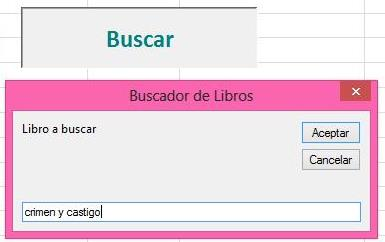 Buscar
Buscador de Libros
x
Libro a buscar
Aceptar
Cancelar
crimen y castigo